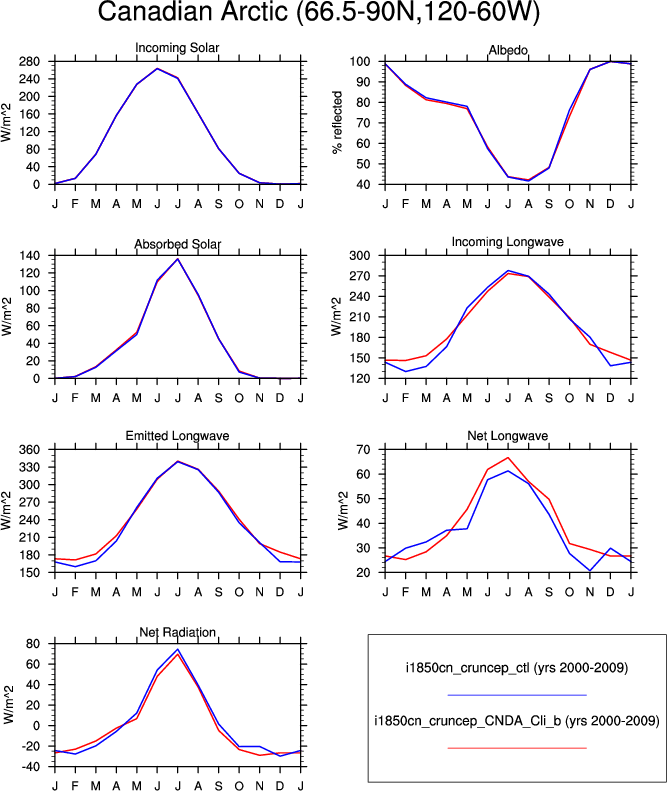 Canadian Arctic (66.5-90N,120-60W)
Incoming Solar
W/m^2
280
240
200
160
120
80
40
0
J F M A M J J A S O N D J
Albedo
% reflected
100
90
80
70
60
50
40
J F M A M J J A S O N D J
Absorbed Solar
W/m^2
140
120
100
80
60
40
20
0
J F M A M J J A S O N D J
Incoming Longwave
W/m^2
300
270
240
210
180
150
120
J F M A M J J A S O N D J
Emitted Longwave
W/m^2
360
330
300
270
240
210
180
150
J F M A M J J A S O N D J
Net Longwave
W/m^2
70
60
50
40
30
20
J F M A M J J A S O N D J
Net Radiation
W/m^2
80
60
40
20
0
-20
-40
J F M A M J J A S O N D J
i1850cn_cruncep_ctl (yrs 2000-2009)
i1850cn_cruncep_CNDA_Cli_b (yrs 2000-2009)